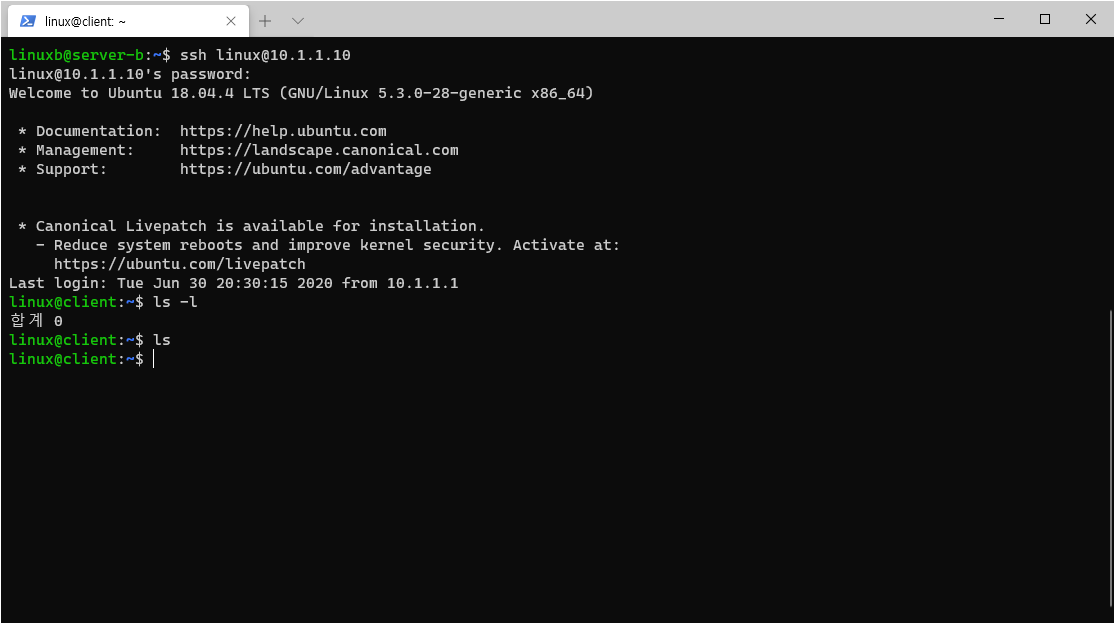 linux@client: ~
linuxb@server-b:~$ ssh linux@10.1.1.10
linux@10.1.1.10's password:
Welcome to Ubuntu 18.04.4 LTS (GNU/Linux 5.3.0-28-generic x86_64)
* Documentation:  https://help.ubuntu.com
* Management:     https://landscape.canonical.com
* Support:        https://ubuntu.com/advantage
* Canonical Livepatch is available for installation.
- Reduce system reboots and improve kernel security. Activate at:
https://ubuntu.com/livepatch
Last login: Tue Jun 30 20:30:15 2020 from 10.1.1.1
linux@client:~$ ls -l
합계 0
linux@client:~$ ls
linux@client:~$